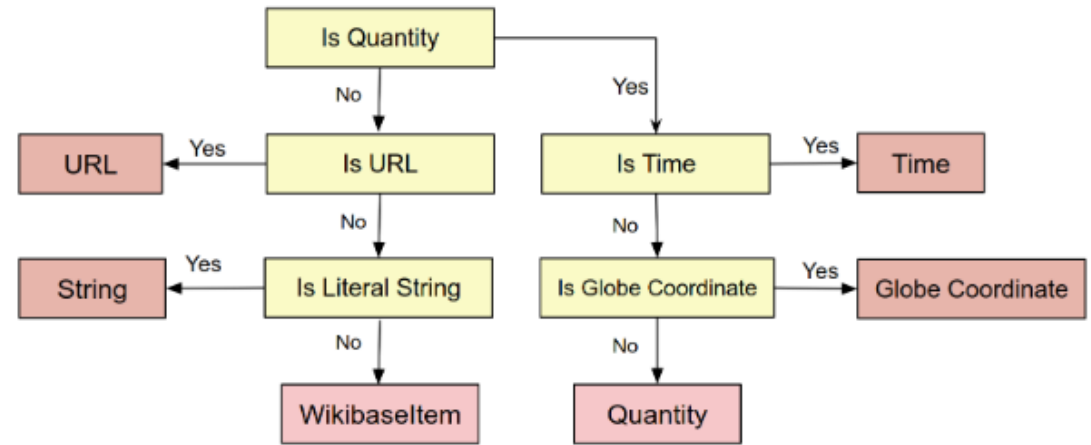 Is Quantity
No
Yes
URL
Yes
Is URL
Is Time
Yes
Time
No
No
String
Yes
Is Literal String
Is Globe Coordinate
Yes
Globe Coordinate
No
No
WikibaseItem
Quantity